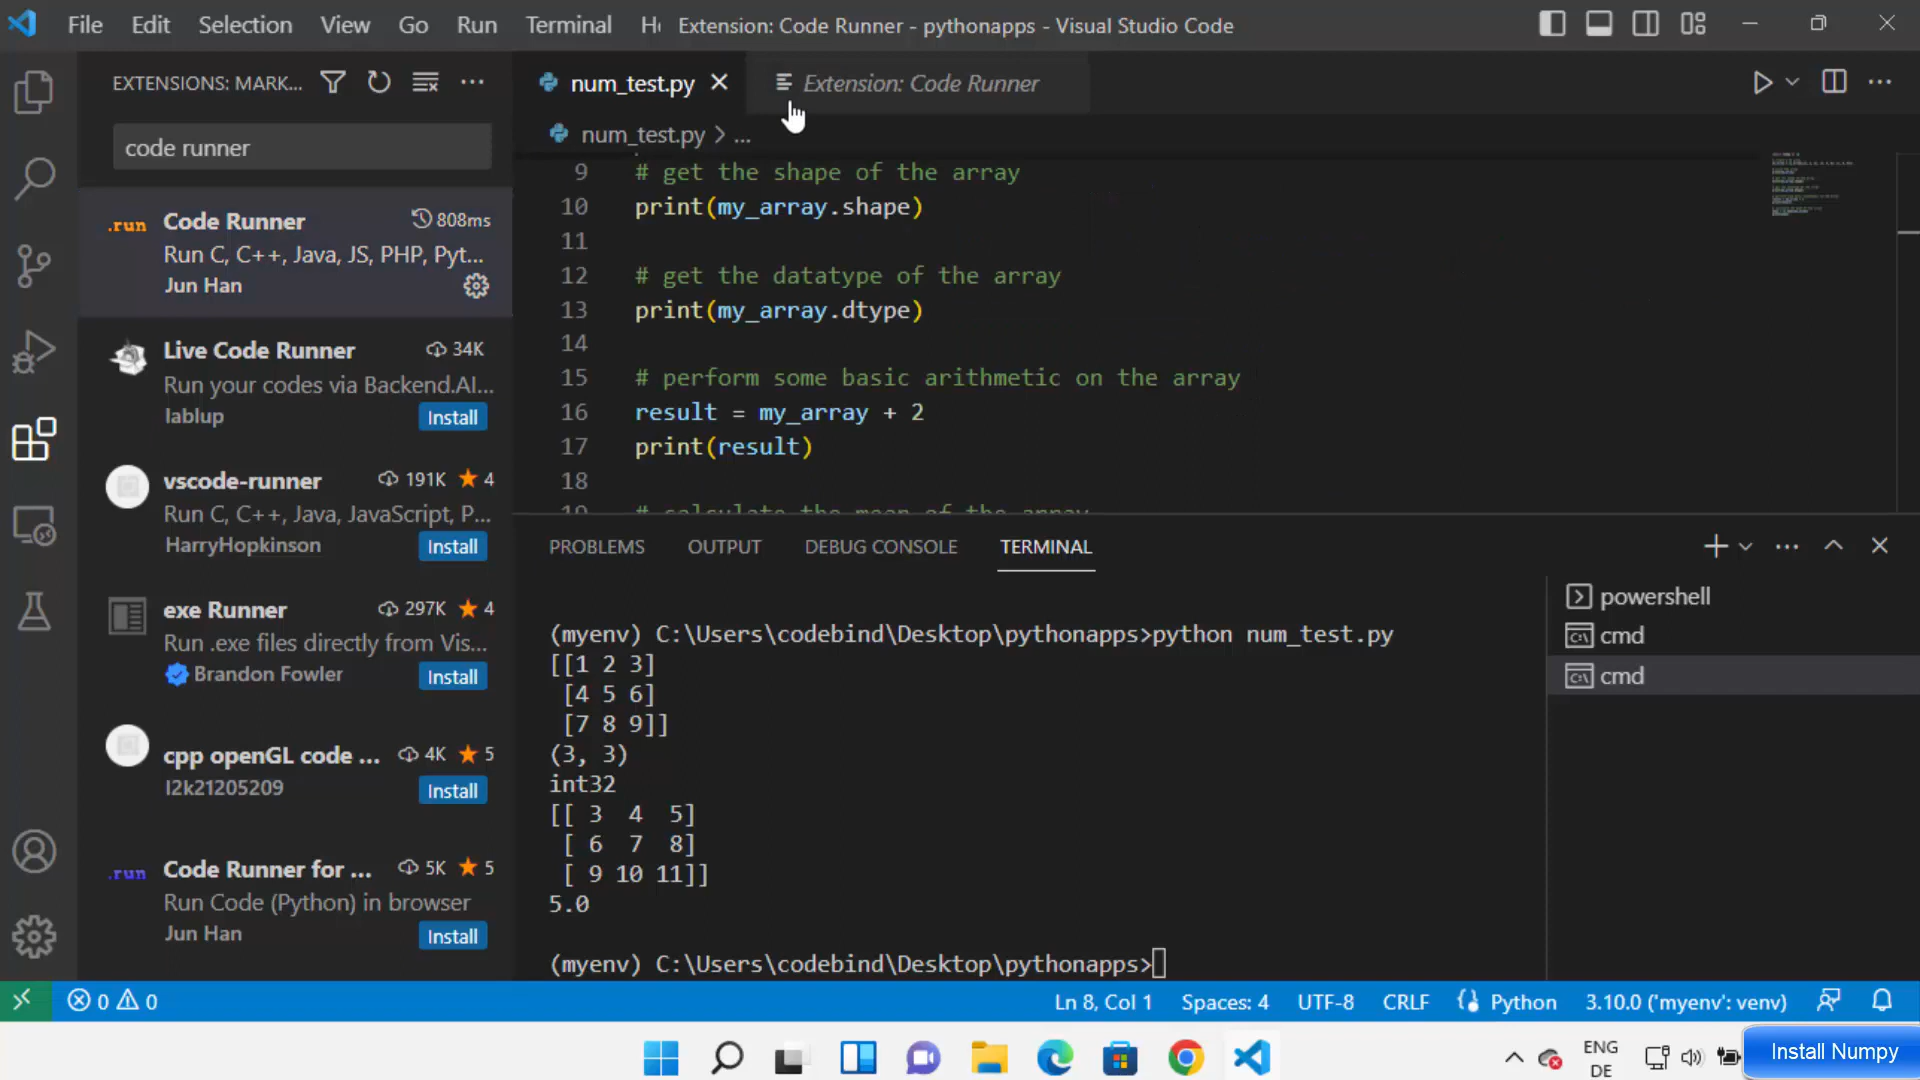 File Edit Selection View Go Run Terminal He Extension: Code Runner - pythonapps - Visual Studio Code
EXTENSIONS: MARK...
code runner
.run Code Runner 808ms
Run C, C++, Java, JS, PHP, Pyt...
Jun Han
Live Code Runner 34K
Run your codes via Backend.AI...
lablup Install
vscode-runner 191K ★ 4
Run C, C++, Java, JavaScript, P...
HarryHopkinson Install
exe Runner 297K ★ 4
Run .exe files directly from Vis...
Brandon Fowler Install
cpp openGL code ... 4K ★ 5
l2k21205209 Install
.run Code Runner for ... 5K ★ 5
Run Code (Python) in browser
Jun Han Install
num_test.py Extension: Code Runner
num_test.py > ...
9 # get the shape of the array
10 print(my_array.shape)
11
12 # get the datatype of the array
13 print(my_array.dtype)
14
15 # perform some basic arithmetic on the array
16 result = my_array + 2
17 print(result)
18
19 # calculate the mean of the array
PROBLEMS OUTPUT DEBUG CONSOLE TERMINAL
(myenv) C:\Users\codebind\Desktop\pythonapps>python num_test.py
[[1 2 3]
 [4 5 6]
 [7 8 9]]
(3, 3)
int32
[[ 3  4  5]
 [ 6  7  8]
 [ 9 10 11]]
5.0
(myenv) C:\Users\codebind\Desktop\pythonapps>
powershell
cmd
cmd
0 0 Ln 8, Col 1 Spaces: 4 UTF-8 CRLF Python 3.10.0 ('myenv': venv)
ENG
DE
Install Numpy